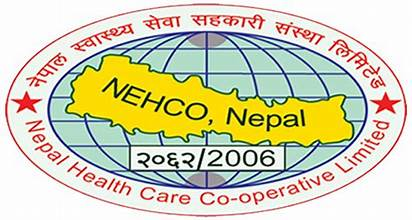 नेपाल स्वास्थ्य सेवा सहकारी संस्था लिमिटेड
NEHCO, Nepal
२०६२/2006
Nepal Health Care Co-operative Limited